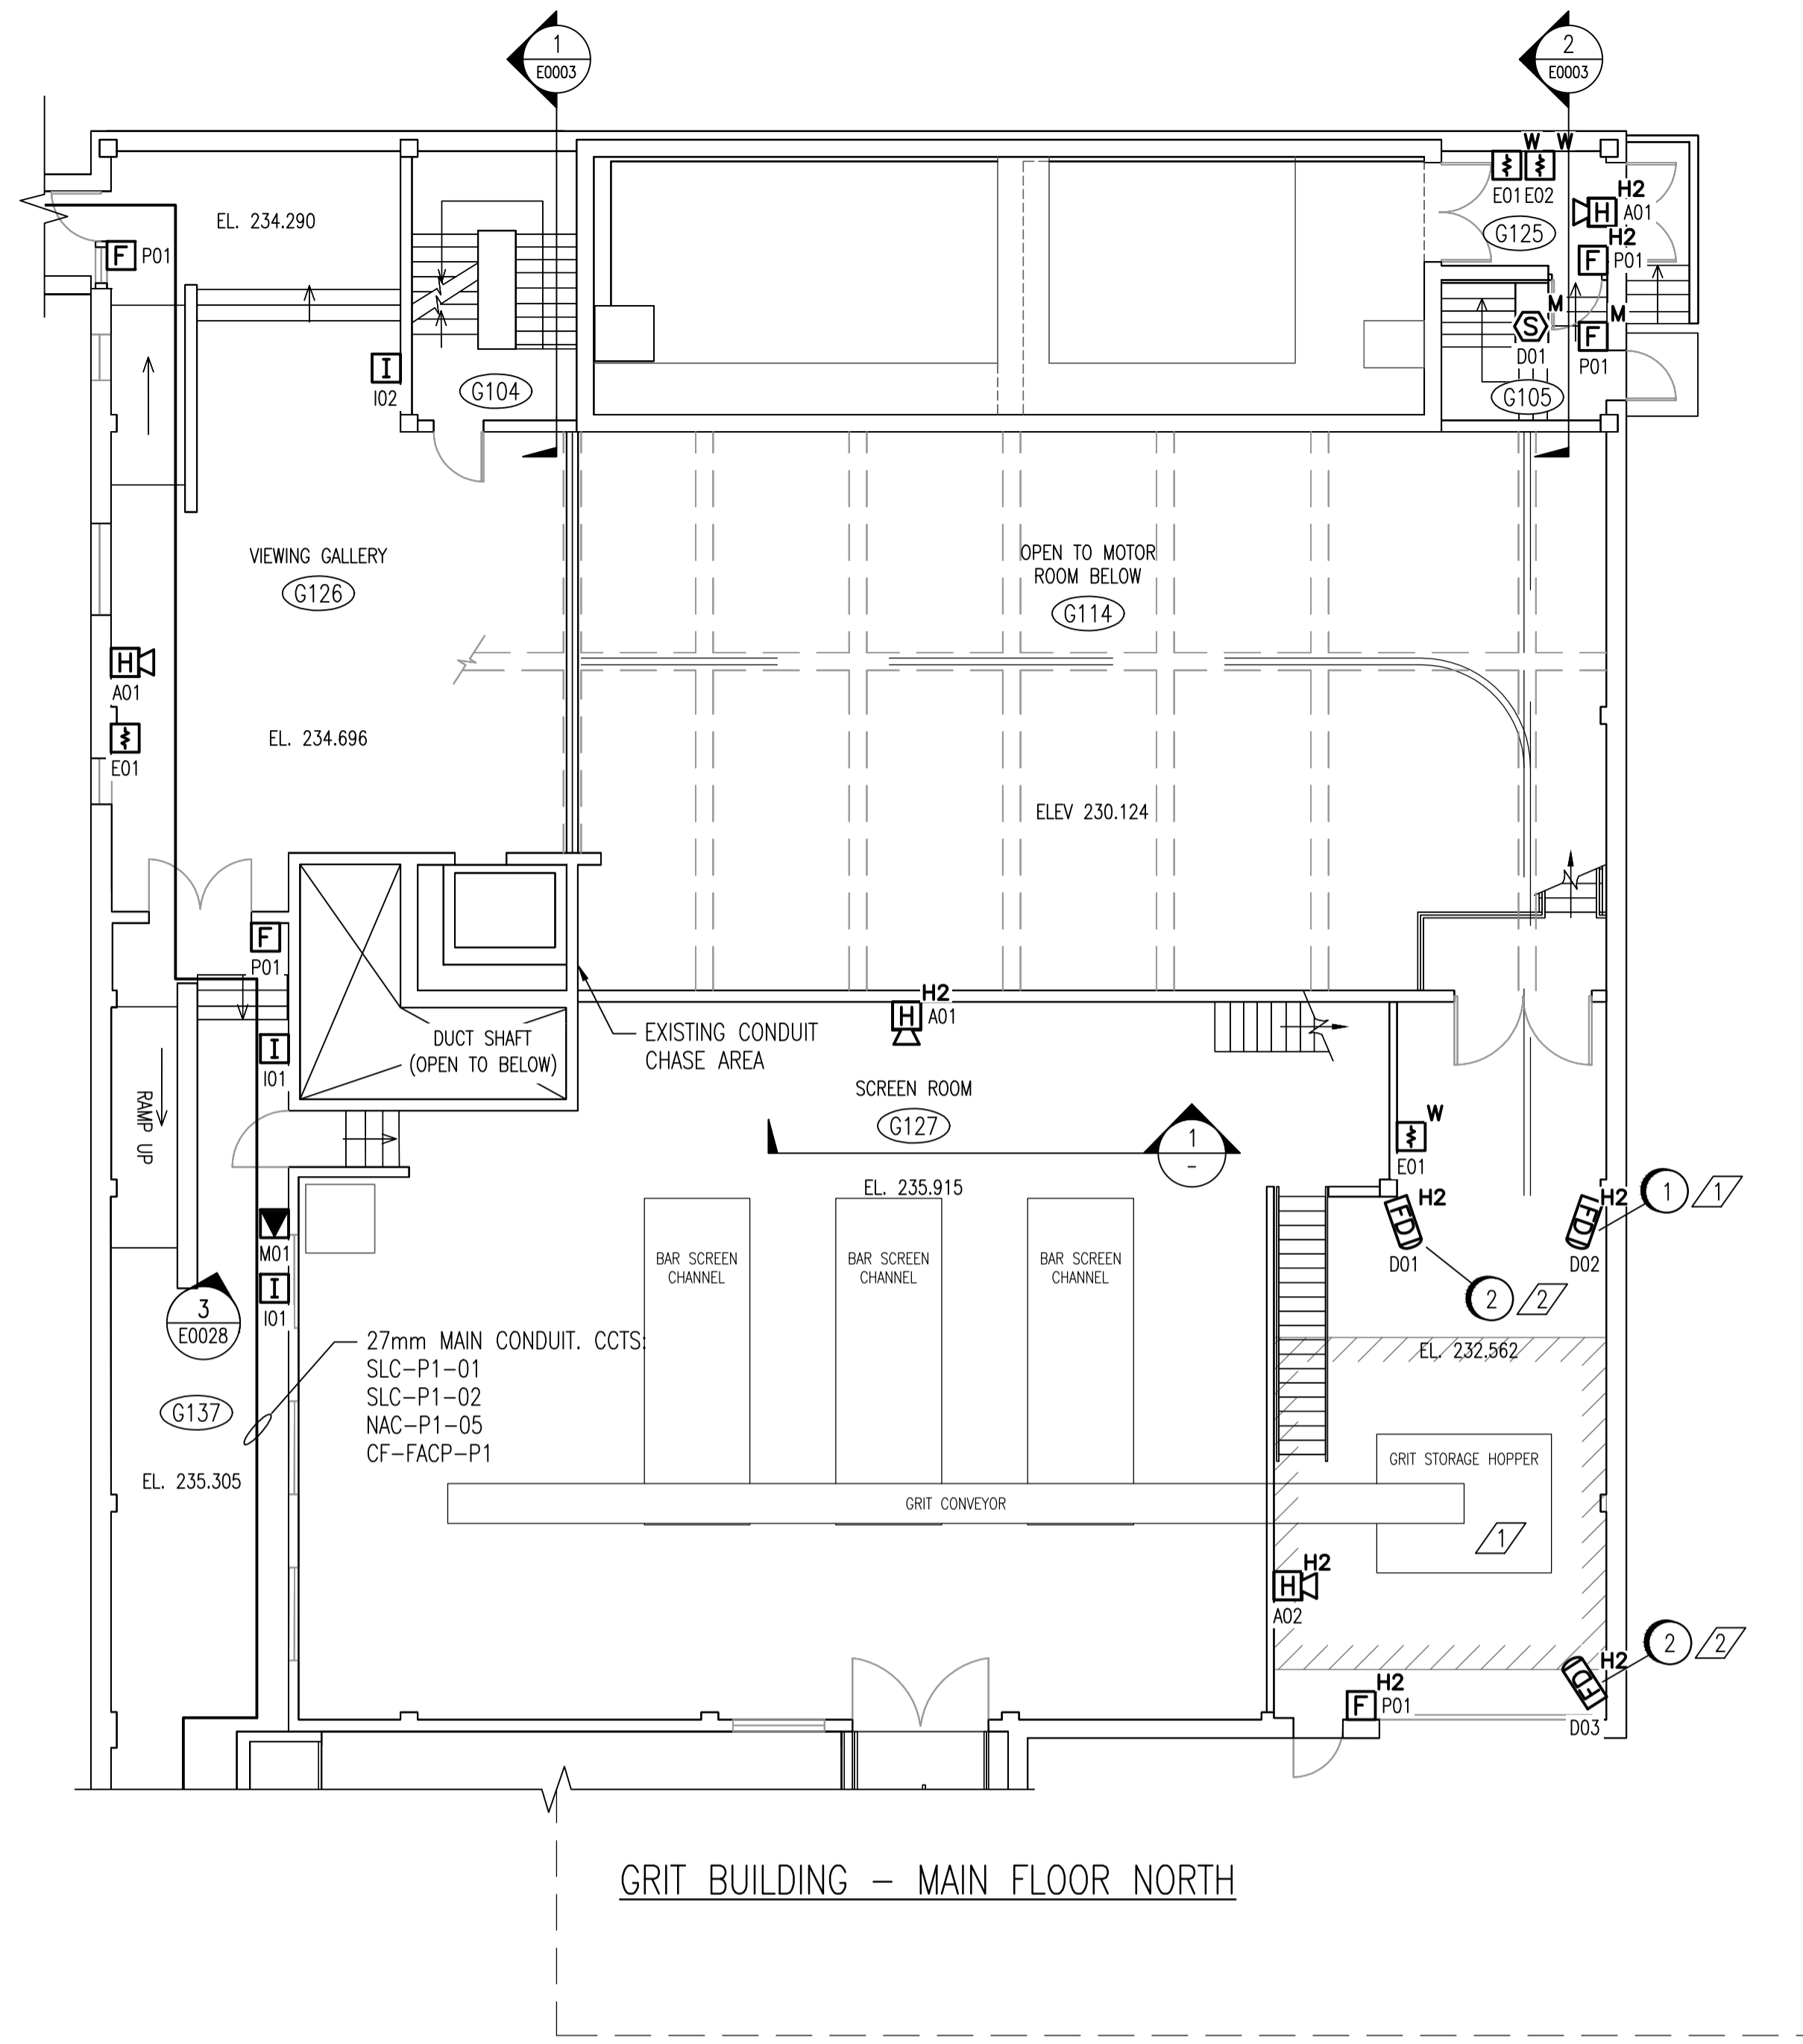 1
E0003
2
E0003
W W
E01 E02
H2
H
A01
H2
F
P01
G125
EL. 234.290
F
P01
M
M
S
D01
F
P01
I
I02
G104
G105
VIEWING GALLERY
G126
OPEN TO MOTOR
ROOM BELOW
G114
H
A01
EL. 234.696
E01
ELEV 230.124
F
P01
H2
H
A01
DUCT SHAFT
(OPEN TO BELOW)
EXISTING CONDUIT
CHASE AREA
I
I01
RAMP UP
SCREEN ROOM
G127
1
-
W
E01
EL. 235.915
H2
FD
D01
H2
FD
D02
1
1
2
2
M01
I
I01
3
E0028
BAR SCREEN
CHANNEL
BAR SCREEN
CHANNEL
BAR SCREEN
CHANNEL
27mm MAIN CONDUIT. CCTS:
SLC-P1-01
SLC-P1-02
NAC-P1-05
CF-FACP-P1
EL. 232.562
G137
EL. 235.305
GRIT STORAGE HOPPER
1
GRIT CONVEYOR
H2
H
A02
2
2
H2
FD
D03
H2
F
P01
GRIT BUILDING - MAIN FLOOR NORTH